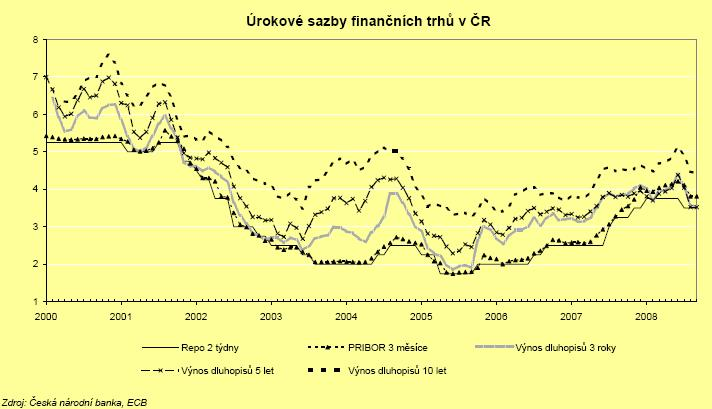 Úrokové sazby finančních trhů v ČR
8
7
6
5
4
3
2
1
2000 2001 2002 2003 2004 2005 2006 2007 2008
Repo 2 týdny PRIBOR 3 měsíce Výnos dluhopisů 3 roky
Výnos dluhopisů 5 let Výnos dluhopisů 10 let
Zdroj: Česká národní banka, ECB